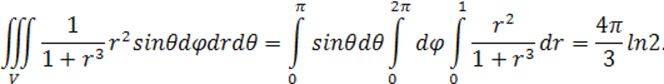 ∭_V 1/(1+r³) r² sinθdφdrdθ = ∫_0^π sinθdθ ∫_0^{2π} dφ ∫_0^1 r²/(1+r³) dr = 4π/3 ln2.